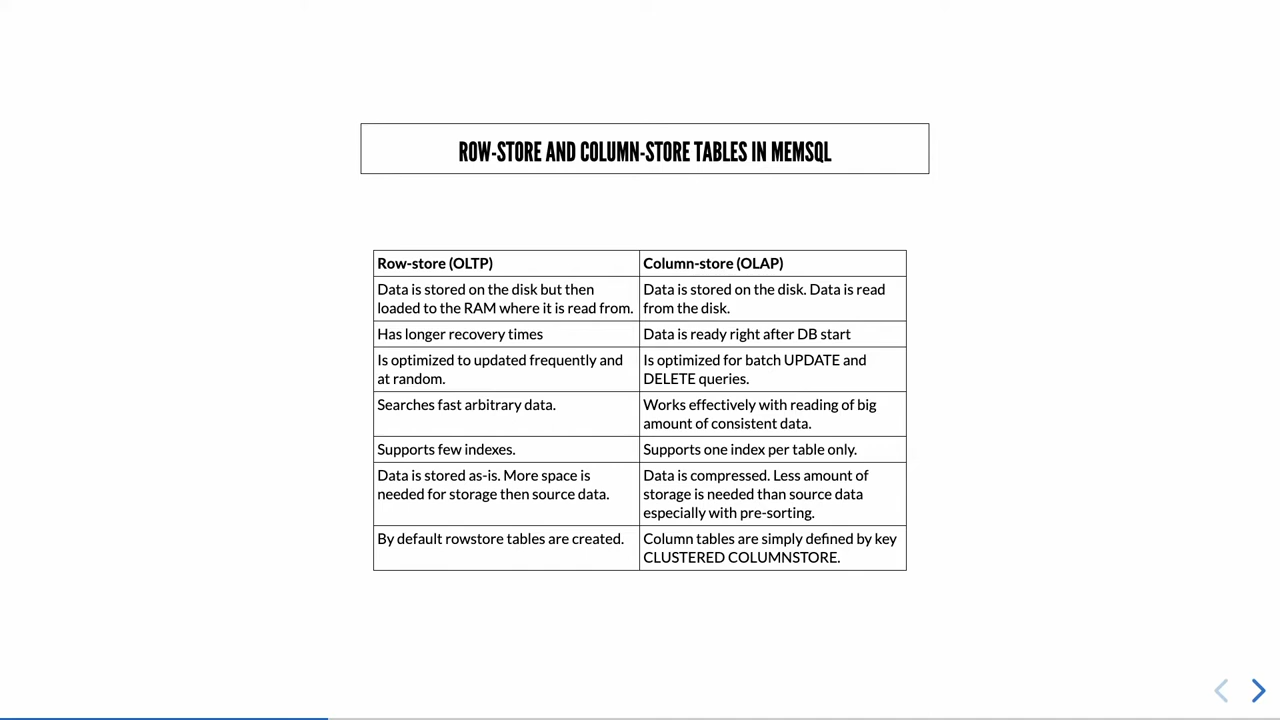 ROW-STORE AND COLUMN-STORE TABLES IN MEMSQL
Row-store (OLTP)
Column-store (OLAP)
Data is stored on the disk but then
loaded to the RAM where it is read from.
Data is stored on the disk. Data is read
from the disk.
Has longer recovery times
Data is ready right after DB start
Is optimized to updated frequently and
at random.
Is optimized for batch UPDATE and
DELETE queries.
Searches fast arbitrary data.
Works effectively with reading of big
amount of consistent data.
Supports few indexes.
Supports one index per table only.
Data is stored as-is. More space is
needed for storage then source data.
Data is compressed. Less amount of
storage is needed than source data
especially with pre-sorting.
By default rowstore tables are created.
Column tables are simply defined by key
CLUSTERED COLUMNSTORE.